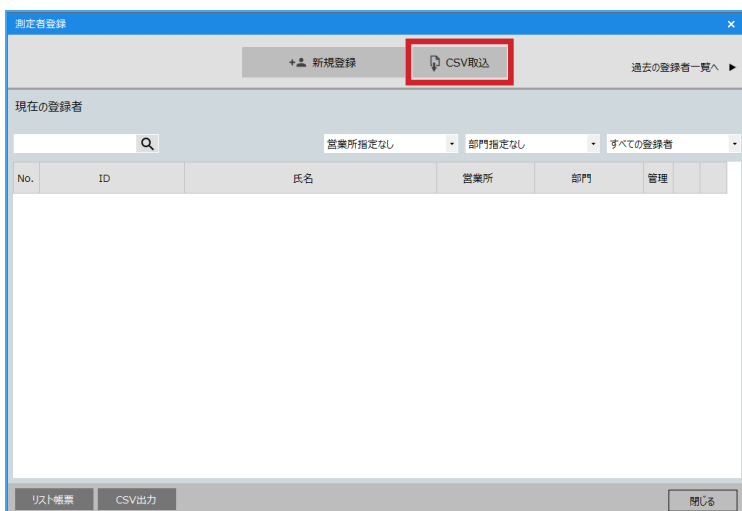 測定者登録 ×
+ 新規登録 CSV取込 過去の登録者一覧へ ▶
現在の登録者
営業所指定なし 部門指定なし すべての登録者
No. ID 氏名 営業所 部門 管理
リスト帳票 CSV出力 閉じる